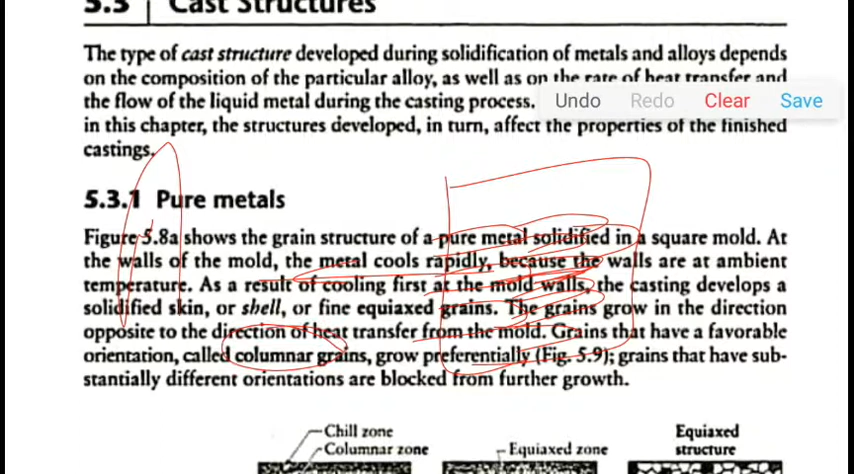 5.3 Cast Structures
The type of cast structure developed during solidification of metals and alloys depends
on the composition of the particular alloy, as well as on the rate of heat transfer and
the flow of the liquid metal during the casting process.
Undo Redo Clear Save
in this chapter, the structures developed, in turn, affect the properties of the finished
castings.
5.3.1 Pure metals
Figure 5.8a shows the grain structure of a pure metal solidified in a square mold. At
the walls of the mold, the metal cools rapidly, because the walls are at ambient
temperature. As a result of cooling first at the mold walls, the casting develops a
solidified skin, or shell, or fine equiaxed grains. The grains grow in the direction
opposite to the direction of heat transfer from the mold. Grains that have a favorable
orientation, called columnar grains, grow preferentially (Fig. 5.9); grains that have sub-
stantially different orientations are blocked from further growth.
Chill zone
Columnar zone
Equiaxed zone
Equiaxed
structure